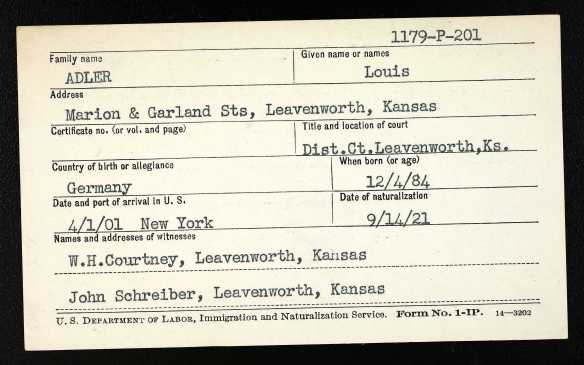 1179-P-201
Family name Given name or names
ADLER Louis
Address
Marion & Garland Sts, Leavenworth, Kansas
Certificate no. (or vol. and page) Title and location of court
Dist.Ct.Leavenworth,Ks.
Country of birth or allegiance When born (or age)
Germany 12/4/84
Date and port of arrival in U. S. Date of naturalization
4/1/01 New York 9/14/21
Names and addresses of witnesses
W.H.Courtney, Leavenworth, Kansas
John Schreiber, Leavenworth, Kansas
U. S. DEPARTMENT OF LABOR, Immigration and Naturalization Service. Form No. 1-IP. 14—3202